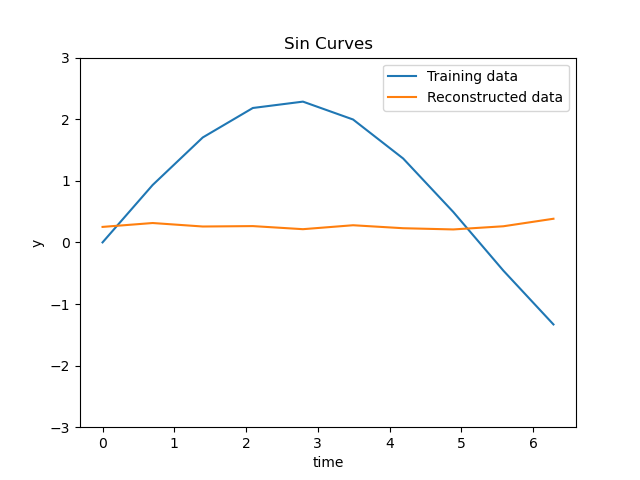 Sin Curves
Training data
Reconstructed data
3
2
1
0
−1
−2
−3
y
0 1 2 3 4 5 6
time